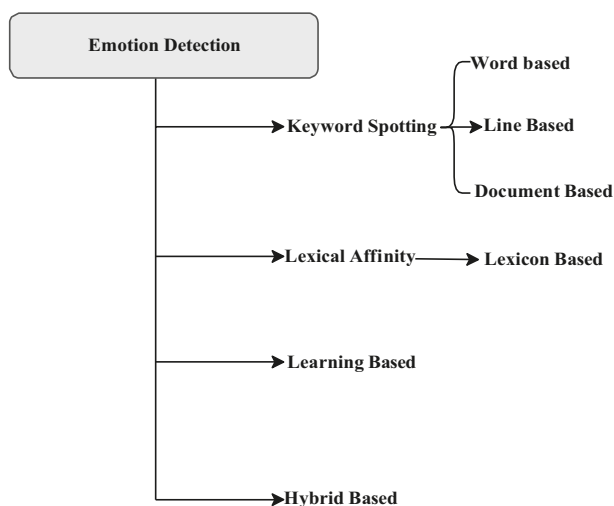 Emotion Detection
Word based
Keyword Spotting
Line Based
Document Based
Lexical Affinity
Lexicon Based
Learning Based
Hybrid Based